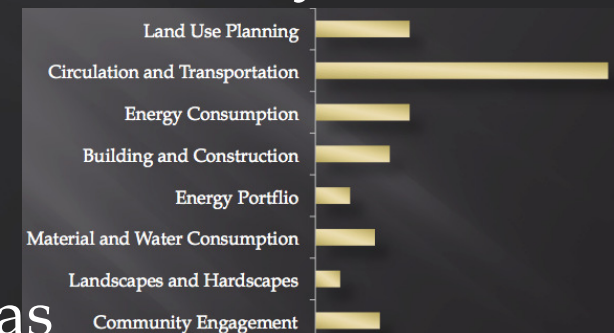 Land Use Planning
Circulation and Transportation
Energy Consumption
Building and Construction
Energy Portflio
Material and Water Consumption
Landscapes and Hardscapes
as
Community Engagement